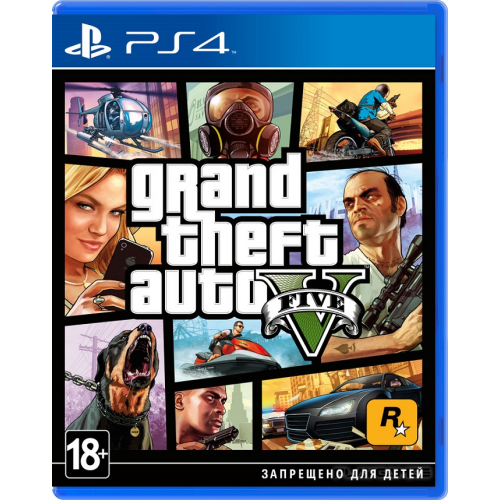 PS4
grand
theft
auto
V
FIVE
R
18+
ЗАПРЕЩЕНО ДЛЯ ДЕТЕЙ